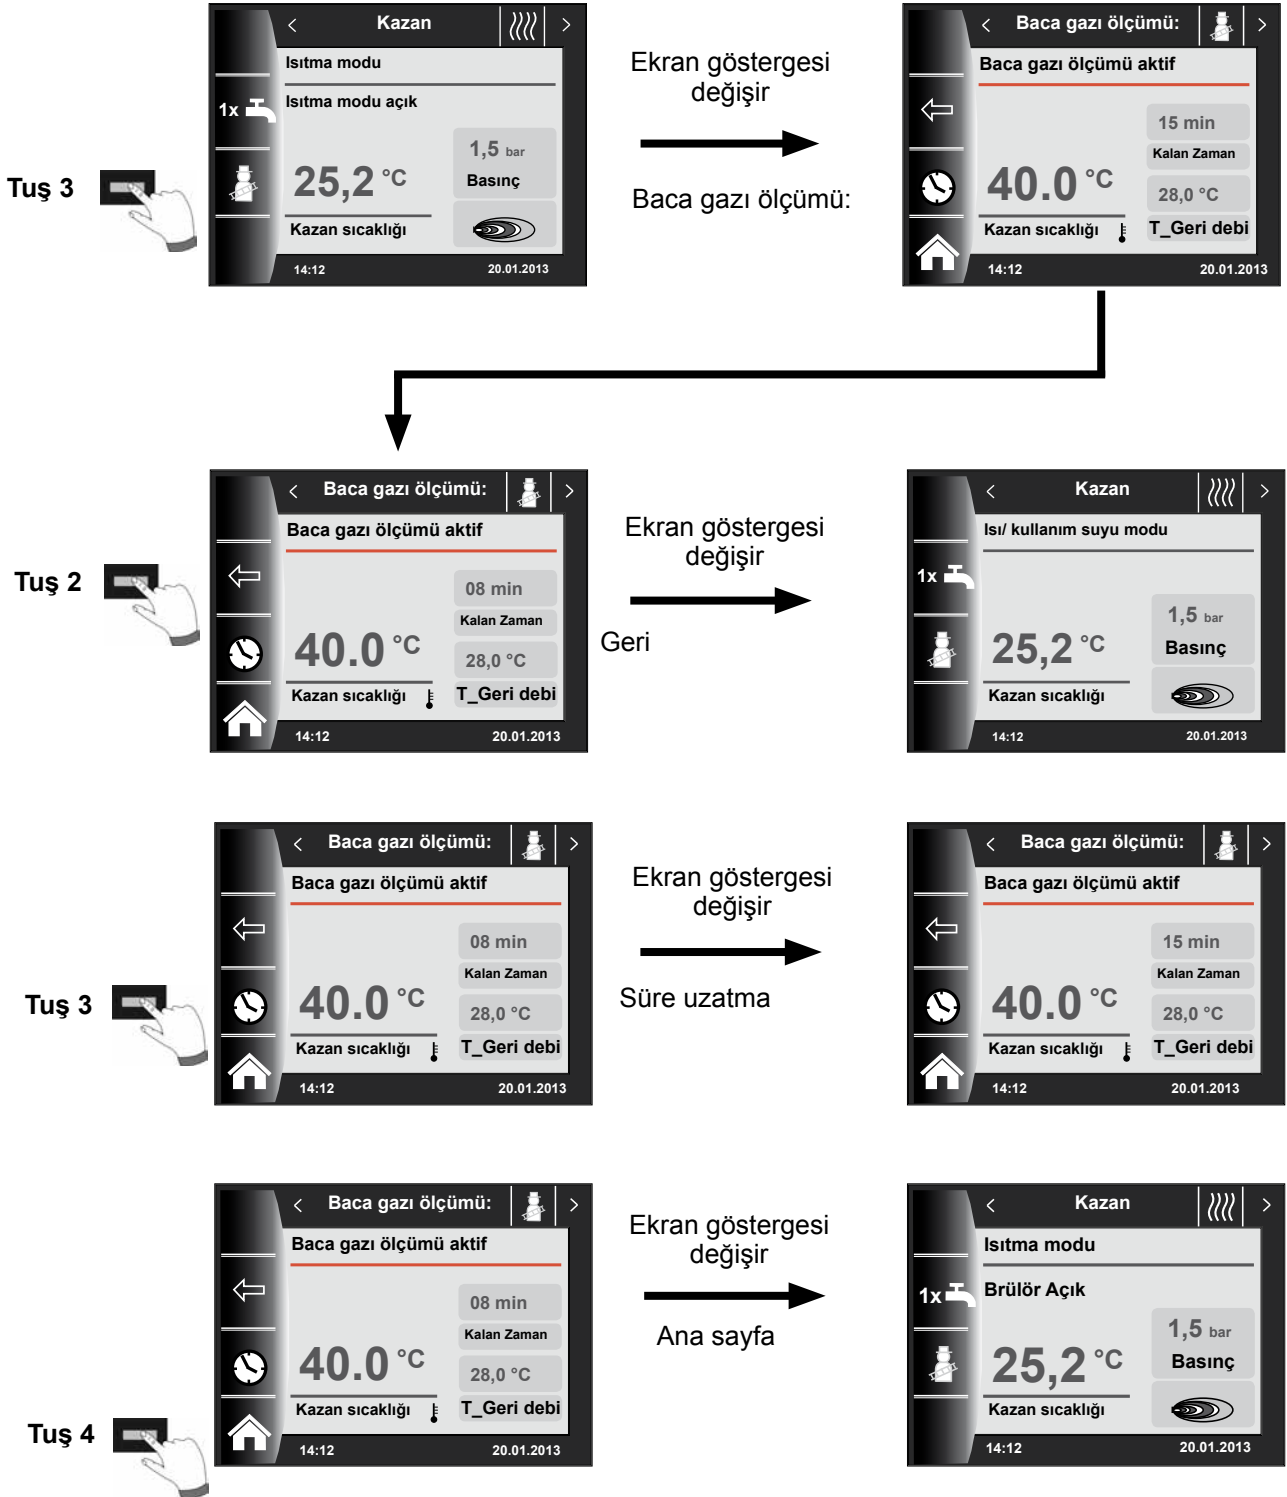 Tuş 3
Kazan
Isıtma modu
Isıtma modu açık
1x
1,5 bar
Basınç
25,2 °C
Kazan sıcaklığı
14:12
20.01.2013
Ekran göstergesi
değişir
Baca gazı ölçümü:
Baca gazı ölçümü:
Baca gazı ölçümü aktif
15 min
Kalan Zaman
40.0 °C
28,0 °C
Kazan sıcaklığı
T_Geri debi
14:12
20.01.2013
Tuş 2
Baca gazı ölçümü:
Baca gazı ölçümü aktif
08 min
Kalan Zaman
40.0 °C
28,0 °C
Kazan sıcaklığı
T_Geri debi
14:12
20.01.2013
Ekran göstergesi
değişir
Geri
Kazan
Isı/ kullanım suyu modu
1x
1,5 bar
Basınç
25,2 °C
Kazan sıcaklığı
14:12
20.01.2013
Tuş 3
Baca gazı ölçümü:
Baca gazı ölçümü aktif
08 min
Kalan Zaman
40.0 °C
28,0 °C
Kazan sıcaklığı
T_Geri debi
14:12
20.01.2013
Ekran göstergesi
değişir
Süre uzatma
Baca gazı ölçümü:
Baca gazı ölçümü aktif
15 min
Kalan Zaman
40.0 °C
28,0 °C
Kazan sıcaklığı
T_Geri debi
14:12
20.01.2013
Tuş 4
Baca gazı ölçümü:
Baca gazı ölçümü aktif
08 min
Kalan Zaman
40.0 °C
28,0 °C
Kazan sıcaklığı
T_Geri debi
14:12
20.01.2013
Ekran göstergesi
değişir
Ana sayfa
Kazan
Isıtma modu
Brülör Açık
1x
1,5 bar
Basınç
25,2 °C
Kazan sıcaklığı
14:12
20.01.2013